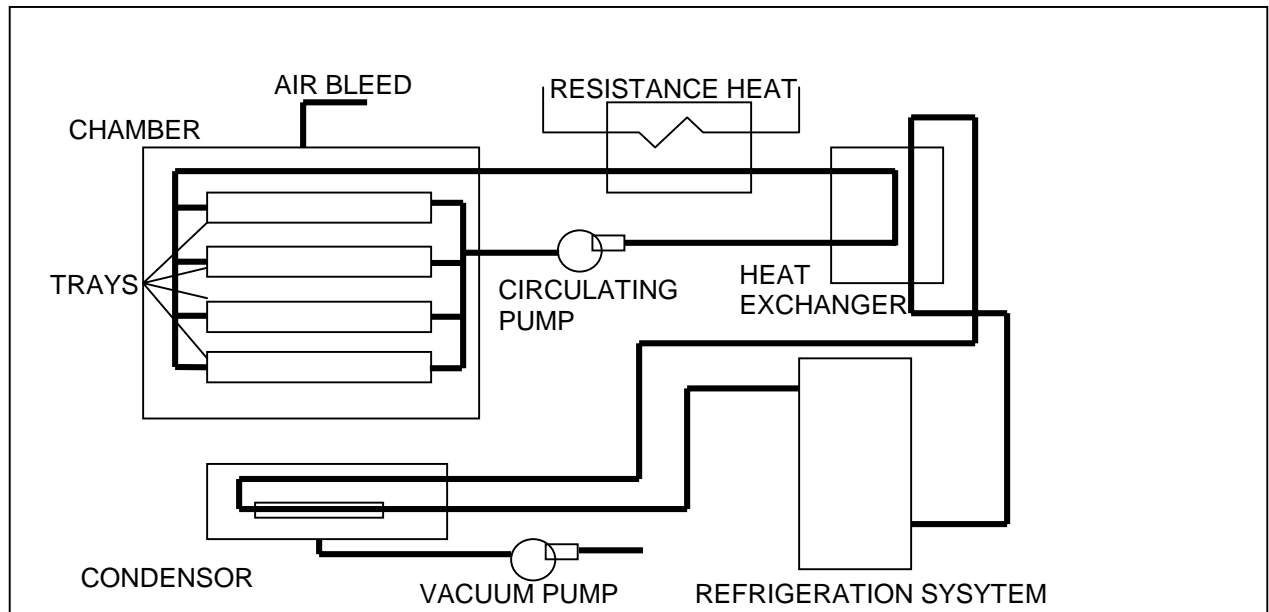 AIR BLEED
RESISTANCE HEAT
CHAMBER
TRAYS
CIRCULATING
PUMP
HEAT
EXCHANGER
CONDENSOR
VACUUM PUMP
REFRIGERATION SYSYTEM